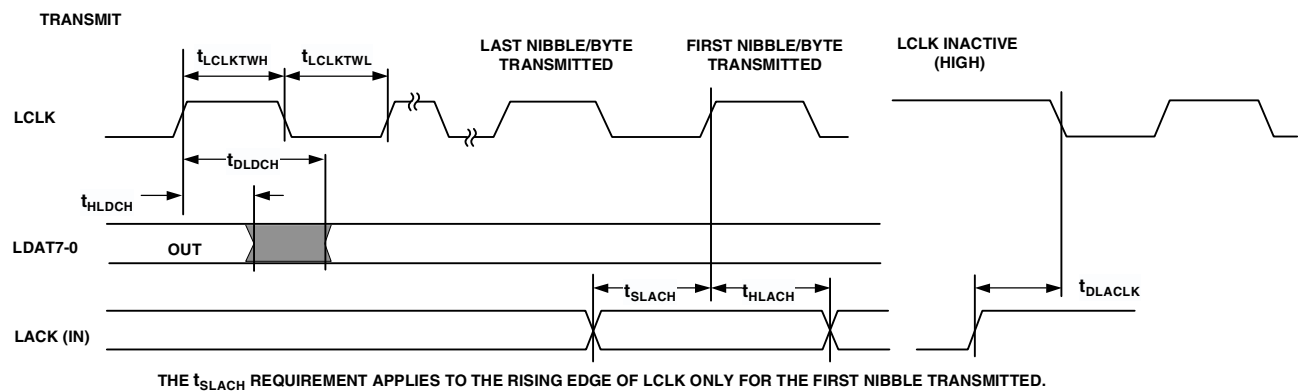 TRANSMIT
tLCLKTWH
tLCLKTWL
LAST NIBBLE/BYTE
TRANSMITTED
FIRST NIBBLE/BYTE
TRANSMITTED
LCLK INACTIVE
(HIGH)
LCLK
tDLDCH
tHLDCH
LDAT7-0
OUT
tSLACH
tHLACH
tDLACLK
LACK (IN)
THE tSLACH REQUIREMENT APPLIES TO THE RISING EDGE OF LCLK ONLY FOR THE FIRST NIBBLE TRANSMITTED.